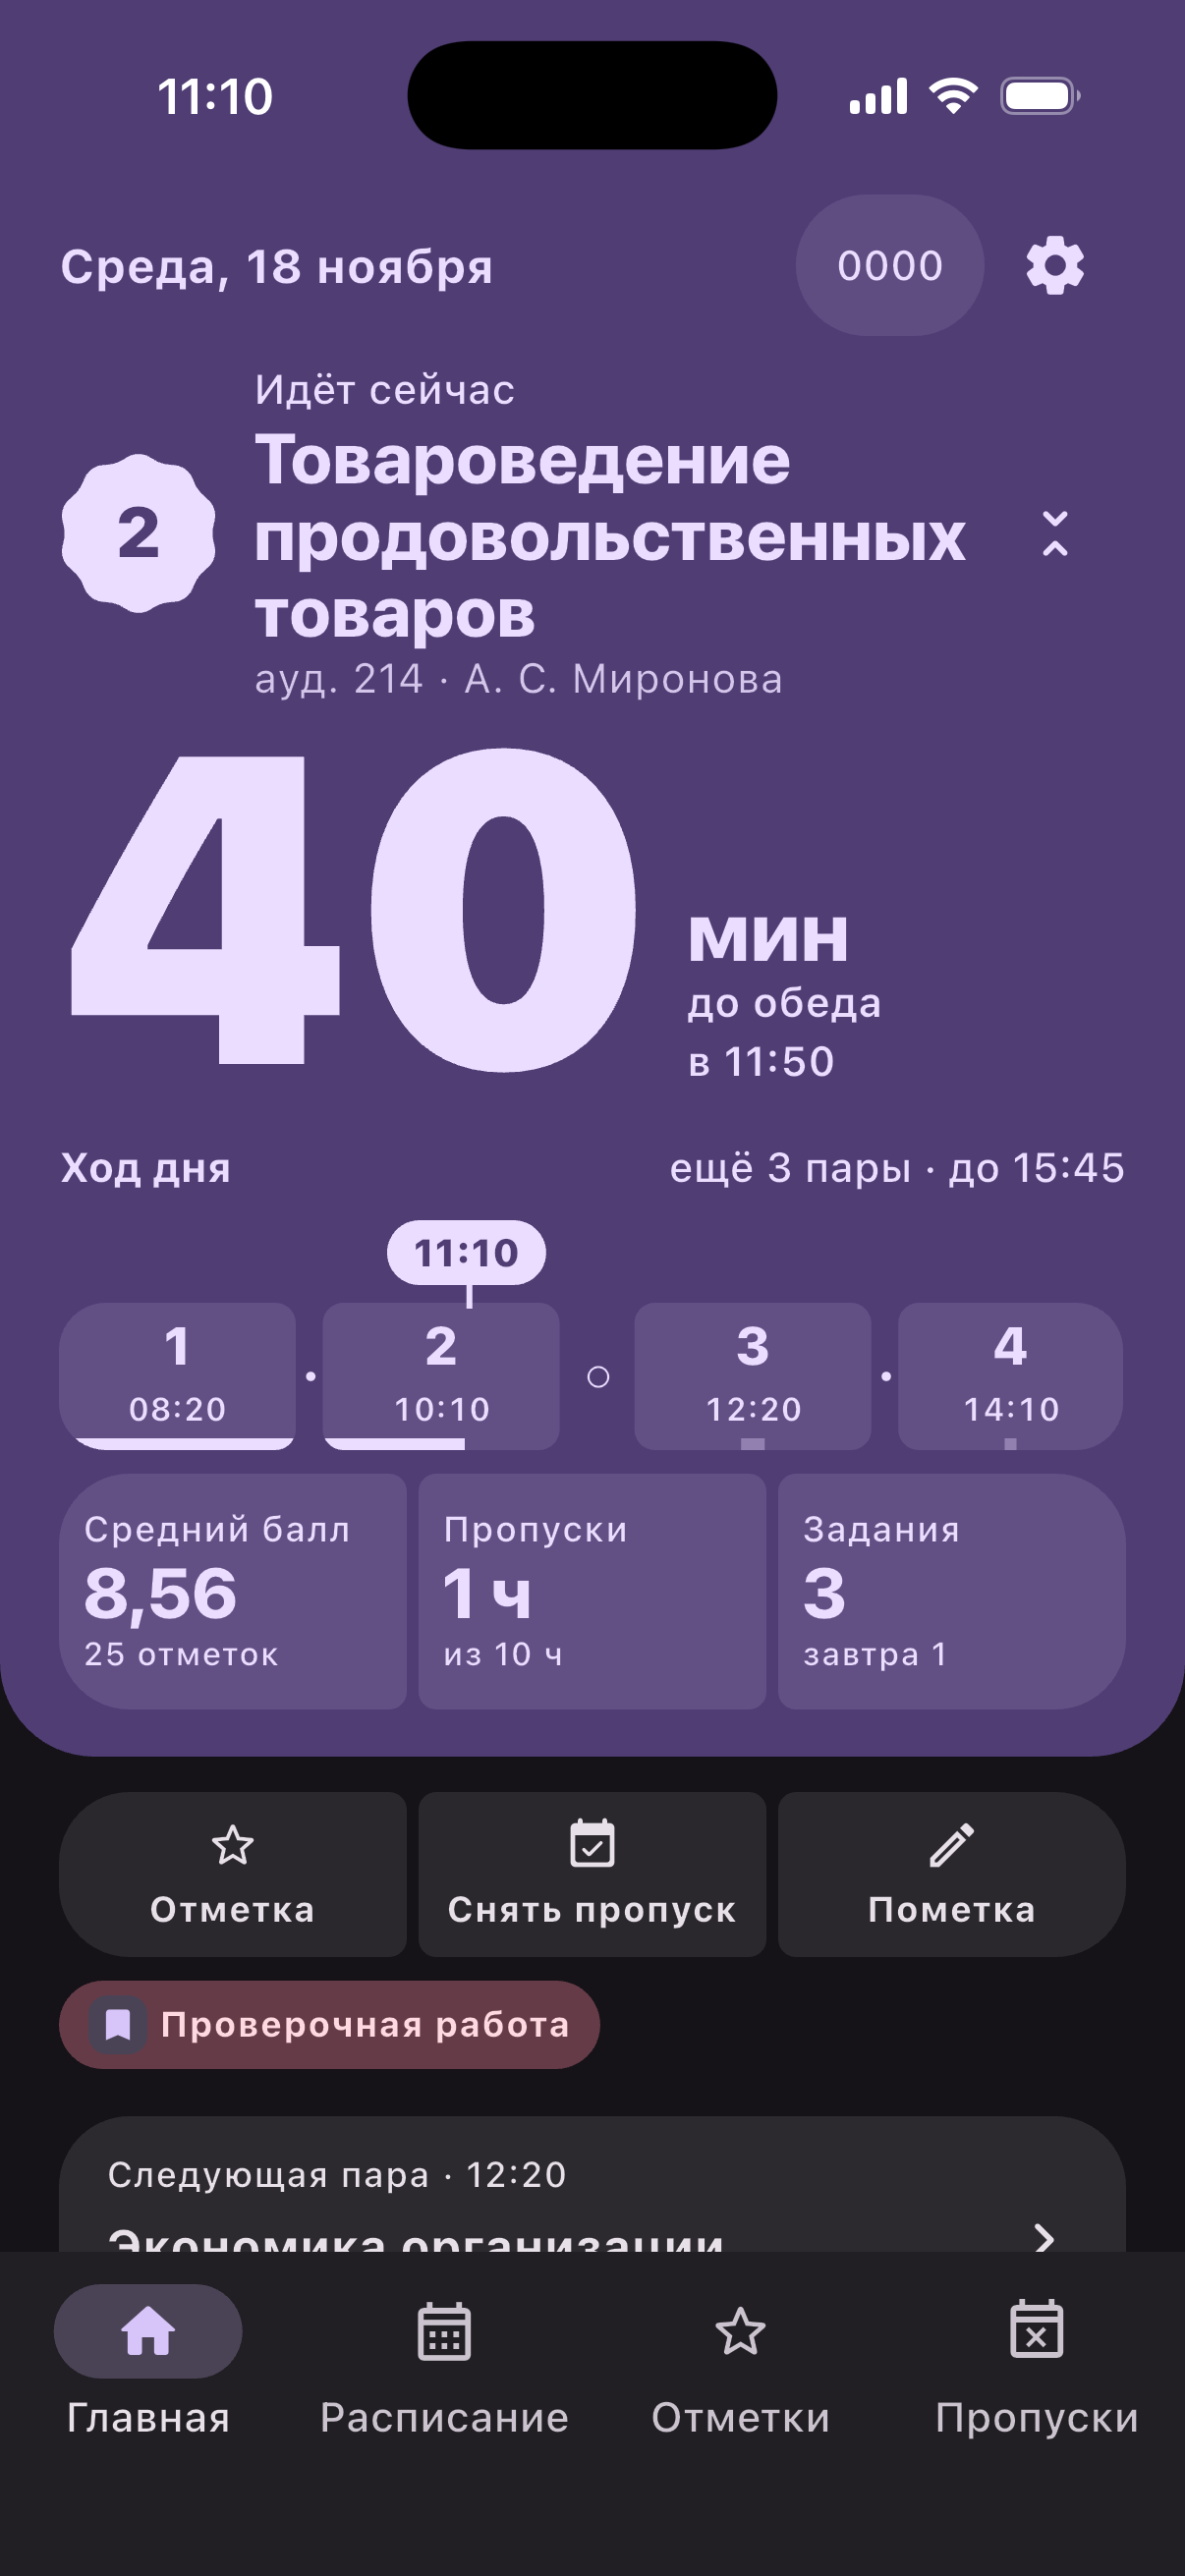 11:10
Среда, 18 ноября
0000
Идёт сейчас
2
Товароведение
продовольственных
товаров
ауд. 214 · А. С. Миронова
40
мин
до обеда
в 11:50
Ход дня
ещё 3 пары · до 15:45
11:10
1
2
3
4
08:20
10:10
12:20
14:10
Средний балл
Пропуски
Задания
8,56
1 ч
3
25 отметок
из 10 ч
завтра 1
Отметка
Снять пропуск
Пометка
Проверочная работа
Следующая пара · 12:20
Экономика организации
Главная
Расписание
Отметки
Пропуски